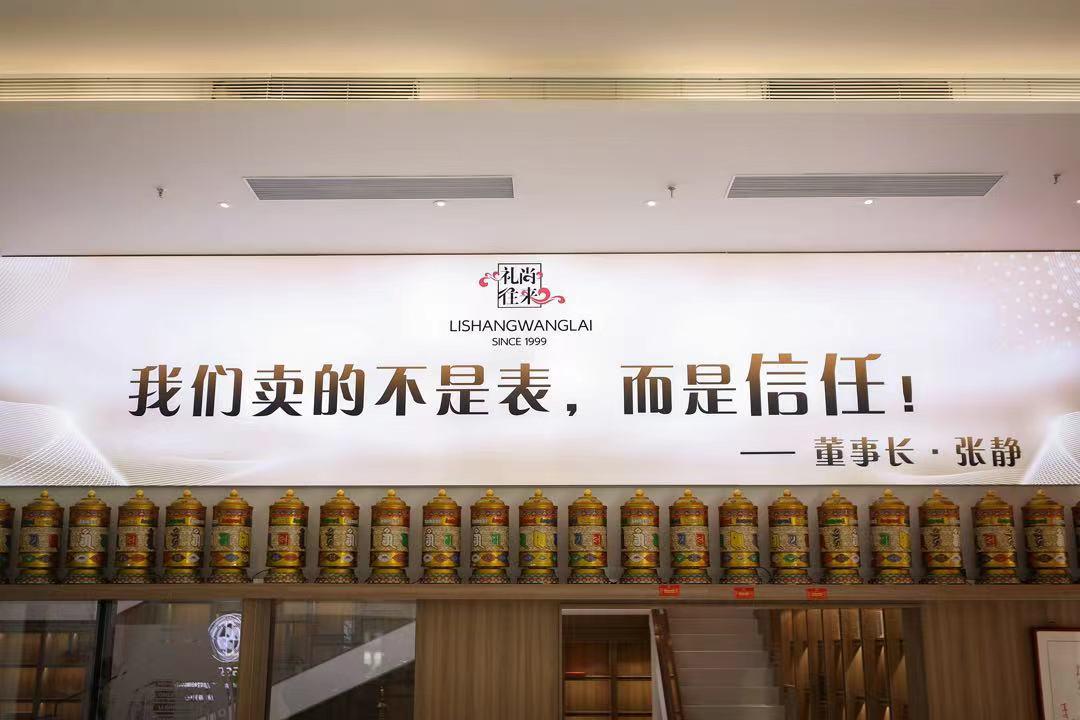 礼尚
往来
LISHANGWANGLAI
SINCE 1999
我们卖的不是表，而是信任！
—— 董事长·张静